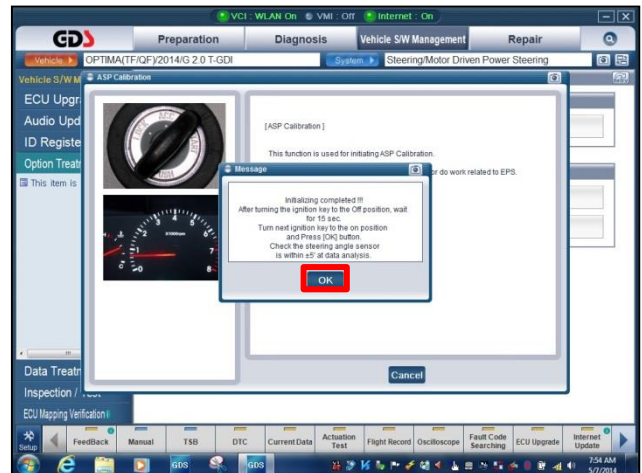 VCI : WLAN On VMI : Off Internet : On
GDS
Preparation Diagnosis Vehicle S/W Management Repair
Vehicle OPTIMA(TF/QF)/2014/G 2.0 T-GDI System Steering/Motor Driven Power Steering
Vehicle S/W M
ASP Calibration
ECU Upgr
Audio Upd
ID Registe
Option Treatr
This item is
[ASP Calibration ]
This function is used for initiating ASP Calibration.
or do work related to EPS.
Message
Initializing completed !!!
After turning the ignition key to the Off position, wait
for 15 sec.
Turn next ignition key to the on position
and Press [OK] button.
Check the steering angle sensor
is within ±5° at data analysis.
OK
Cancel
Data Treatr
Inspection /
ECU Mapping Verification
Setup
FeedBack Manual TSB DTC Current Data Actuation Test Flight Record Oscilloscope Fault Code Searching ECU Upgrade Internet Update
GDS GDS
7:54 AM
5/7/2014